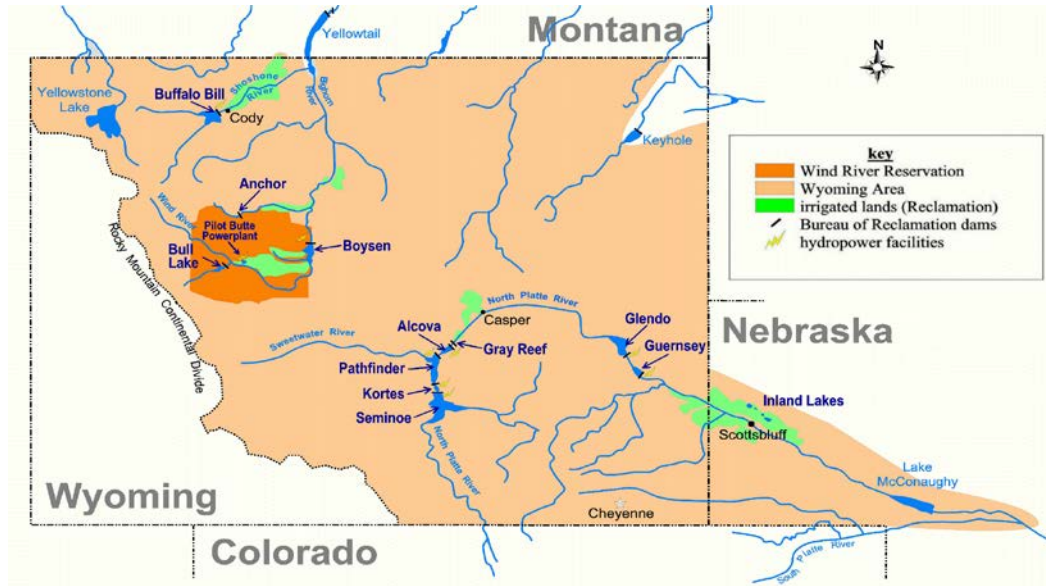 Montana
Yellowtail
N
Yellowstone
Lake
Buffalo Bill
Shoshone
River
Cody
Bighorn
River
Keyhole
key
Wind River Reservation
Wyoming Area
irrigated lands (Reclamation)
Bureau of Reclamation dams
hydropower facilities
Anchor
Wind River
Pilot Butte
Powerplant
Bull
Lake
Boysen
Rocky Mountain Continental Divide
North Platte River
Casper
Sweetwater River
Alcova
Gray Reef
Pathfinder
Kortes
Seminoe
Glendo
Guernsey
Nebraska
Inland Lakes
Scottsbluff
North Platte River
Lake
McConaughy
Wyoming
Cheyenne
Colorado
South Platte River